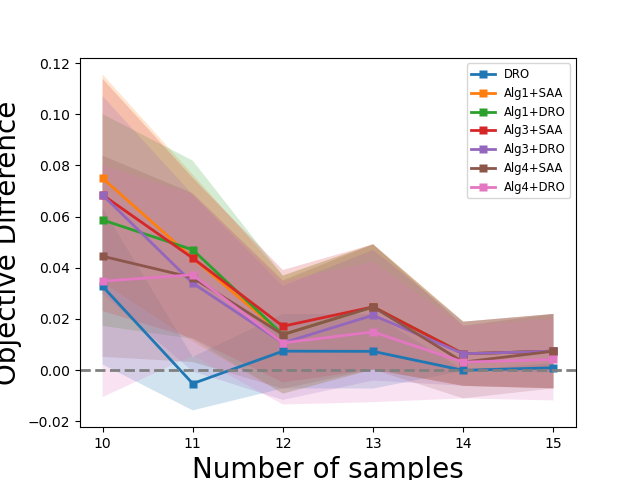 0.12
0.10
0.08
0.06
0.04
0.02
0.00
−0.02
Objective Difference
10 11 12 13 14 15
Number of samples
DRO
Alg1+SAA
Alg1+DRO
Alg3+SAA
Alg3+DRO
Alg4+SAA
Alg4+DRO